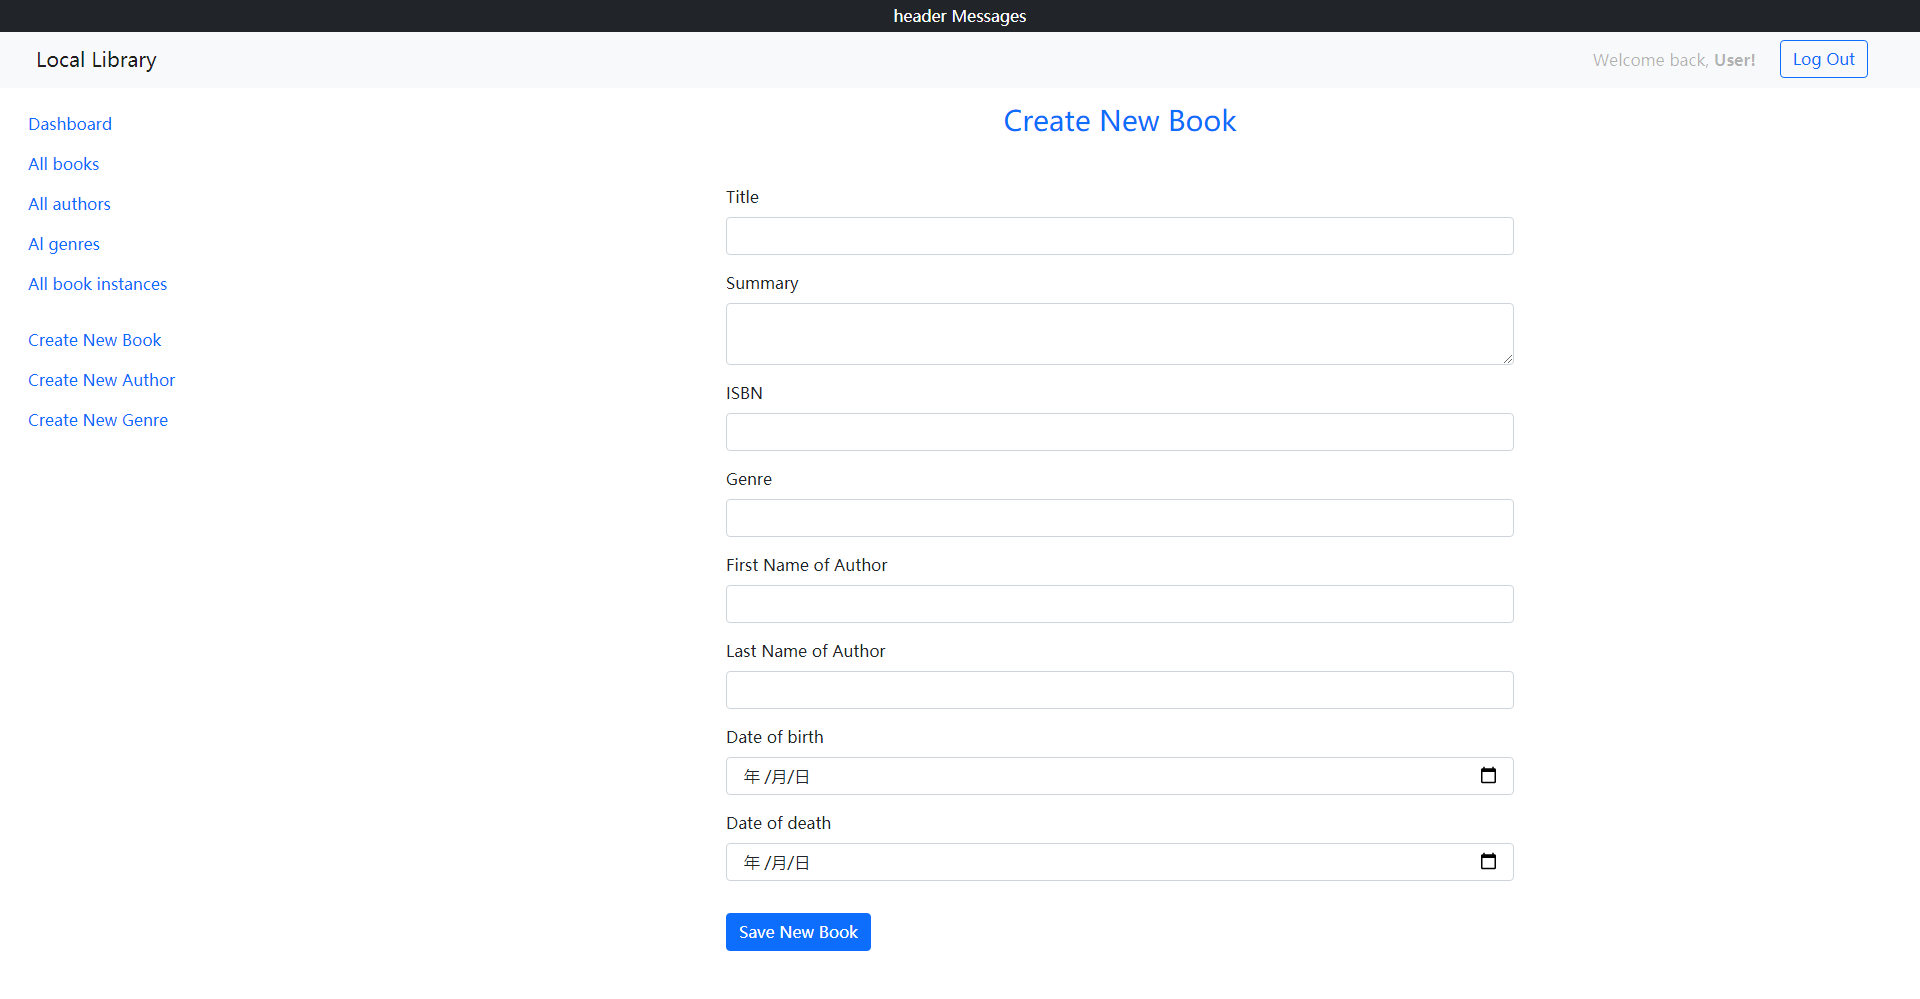 header Messages
Local Library
Welcome back, User!
Log Out
Dashboard
All books
All authors
Al genres
All book instances
Create New Book
Create New Author
Create New Genre
Create New Book
Title
Summary
ISBN
Genre
First Name of Author
Last Name of Author
Date of birth
年 /月/日
Date of death
年 /月/日
Save New Book